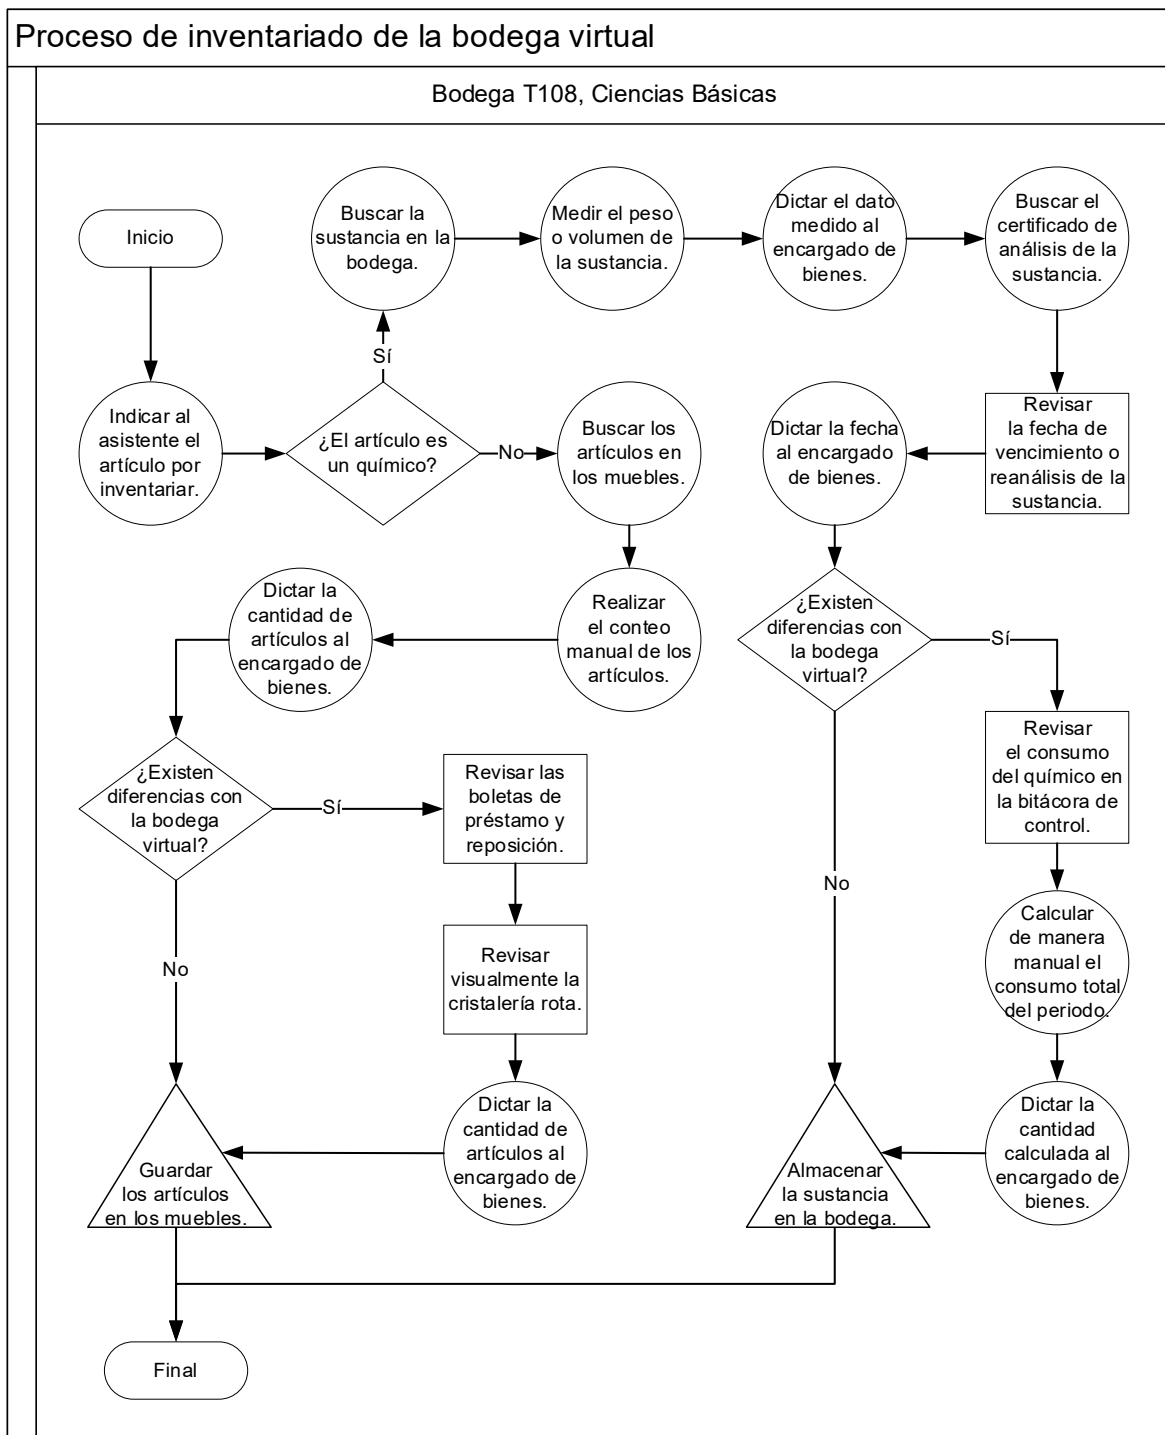 Proceso de inventariado de la bodega virtual
Bodega T108, Ciencias Básicas
Inicio
Buscar la
sustancia en la
bodega.
Medir el peso
o volumen de
la sustancia.
Dictar el dato
medido al
encargado de
bienes.
Buscar el
certificado de
análisis de la
sustancia.
Sí
Indicar al
asistente el
artículo por
inventariar.
¿El artículo es
un químico?
No
Buscar los
artículos en
los muebles.
Dictar la fecha
al encargado
de bienes.
Revisar
la fecha de
vencimiento o
reanálisis de la
sustancia.
Dictar la
cantidad de
artículos al
encargado de
bienes.
Realizar
el conteo
manual de los
artículos.
¿Existen
diferencias con
la bodega
virtual?
Sí
Revisar
el consumo
del químico en
la bitácora de
control.
¿Existen
diferencias con
la bodega
virtual?
Sí
Revisar las
boletas de
préstamo y
reposición.
No
Calcular
de manera
manual el
consumo total
del periodo.
No
Revisar
visualmente la
cristalería rota.
Guardar
los artículos
en los muebles.
Dictar la
cantidad de
artículos al
encargado de
bienes.
Almacenar
la sustancia
en la bodega.
Dictar la
cantidad
calculada al
encargado de
bienes.
Final